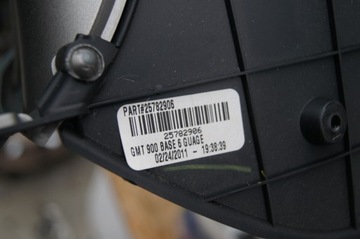 PART#25782906
25782906
GMT 900 BASE 6 GUAGE
02/24/2011 - 19:38:39